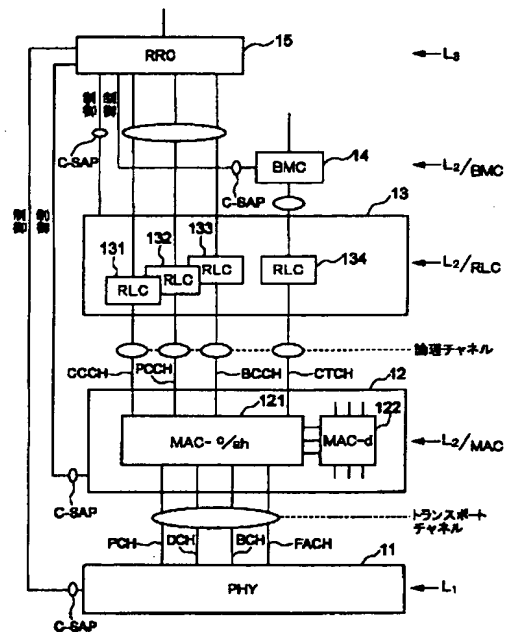 15
RRC
L3
制御
制御
C-SAP
14
BMC
L2/BMC
C-SAP
13
制御
制御
131
132
133
134
RLC
RLC
RLC
RLC
L2/RLC
論理チャネル
CCCH
PCCH
BCCH
CTCH
12
121
122
MAC-c/sh
MAC-d
L2/MAC
C-SAP
トランスポート
チャネル
PCH
DCH
BCH
FACH
11
PHY
L1
C-SAP